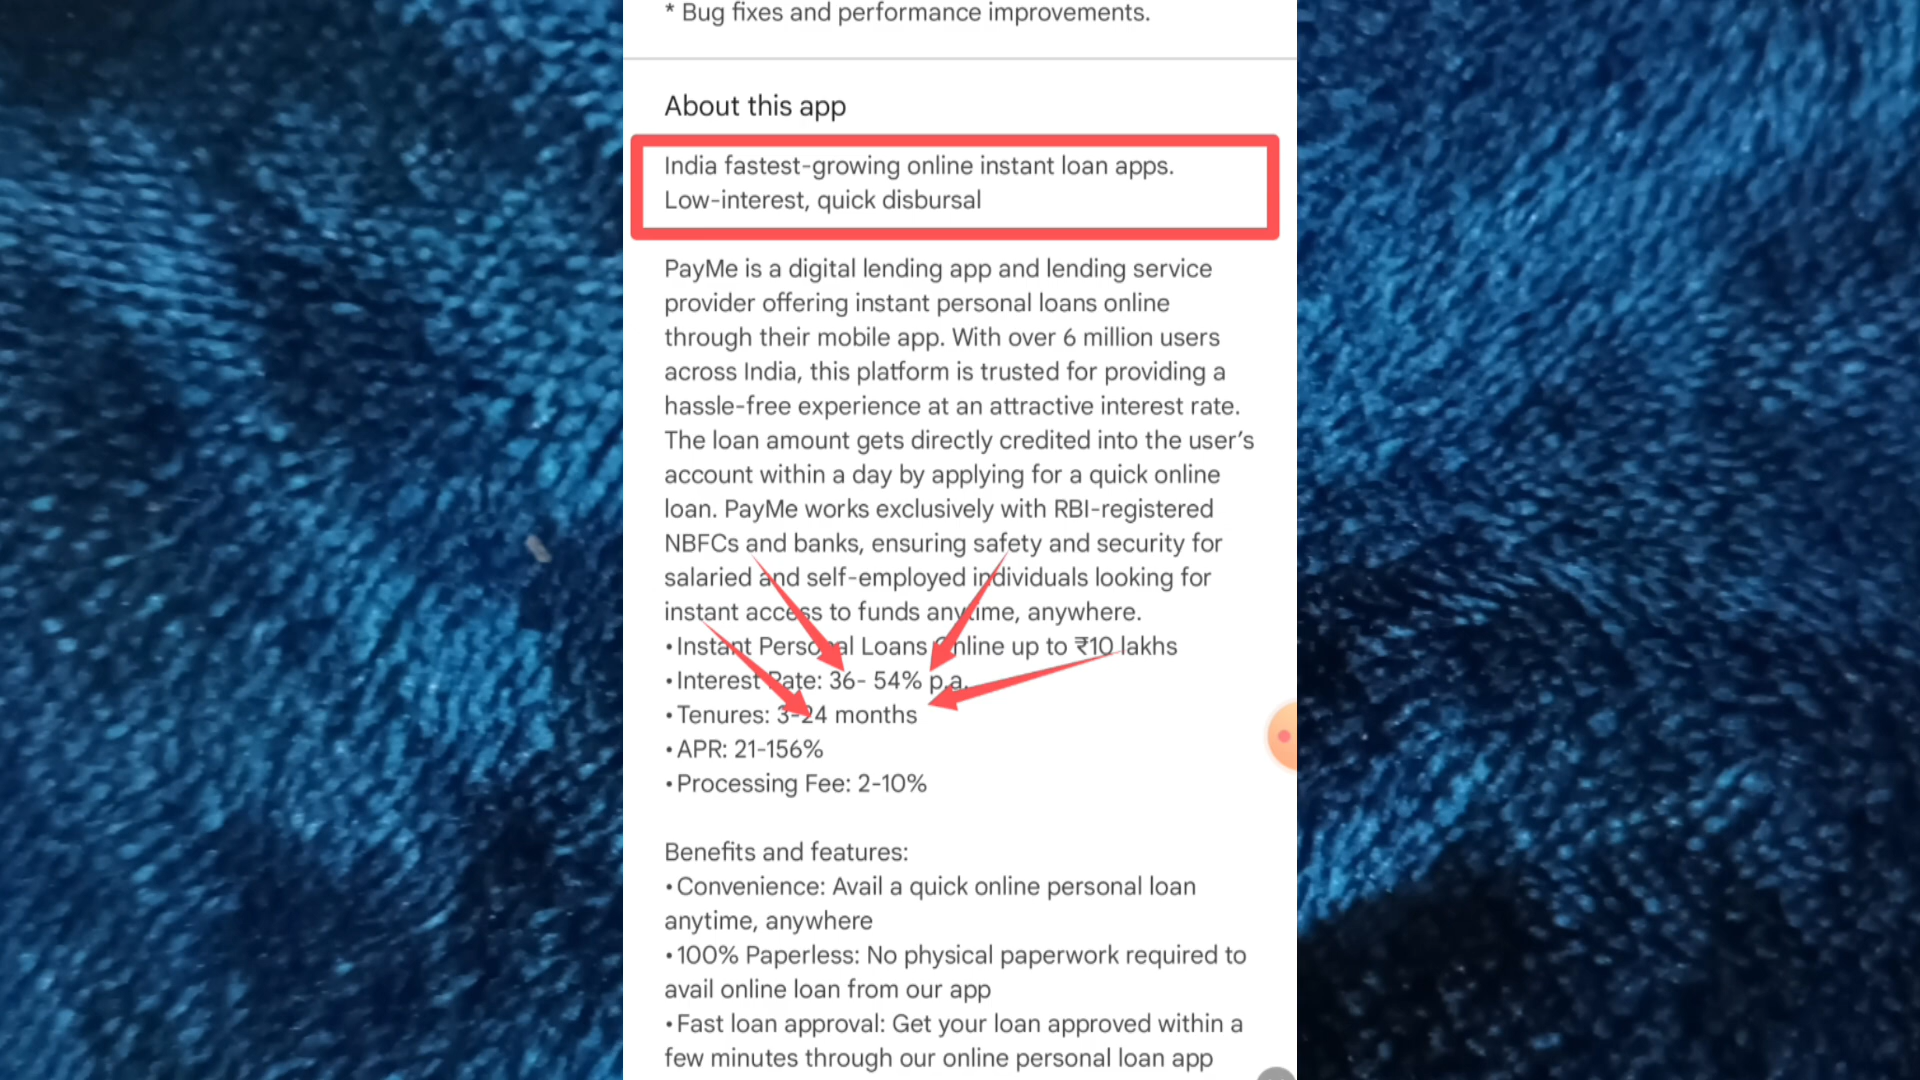 * Bug fixes and performance improvements.
About this app
India fastest-growing online instant loan apps.
Low-interest, quick disbursal
PayMe is a digital lending app and lending service
provider offering instant personal loans online
through their mobile app. With over 6 million users
across India, this platform is trusted for providing a
hassle-free experience at an attractive interest rate.
The loan amount gets directly credited into the user’s
account within a day by applying for a quick online
loan. PayMe works exclusively with RBI-registered
NBFCs and banks, ensuring safety and security for
salaried and self-employed individuals looking for
instant access to funds anytime, anywhere.
• Instant Personal Loans Online up to ₹10 lakhs
• Interest Rate: 36- 54% p.a.
• Tenures: 3-24 months
• APR: 21-156%
• Processing Fee: 2-10%
Benefits and features:
• Convenience: Avail a quick online personal loan
anytime, anywhere
• 100% Paperless: No physical paperwork required to
avail online loan from our app
• Fast loan approval: Get your loan approved within a
few minutes through our online personal loan app